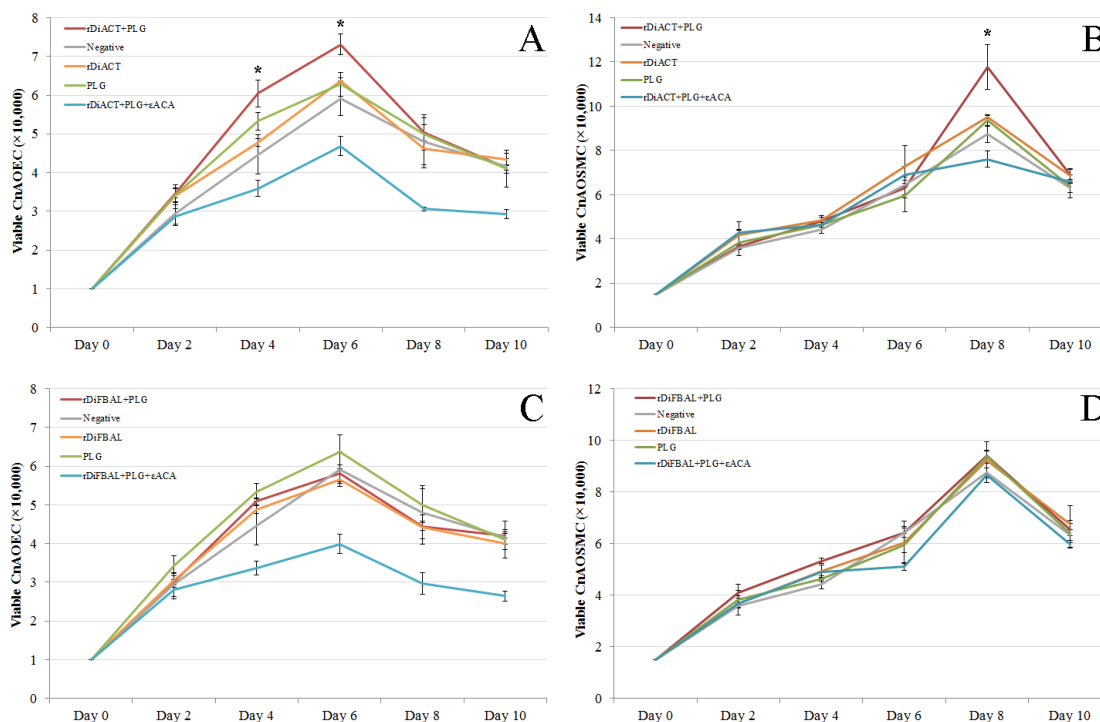 A
Viable CnAOEC (×10,000)
8
7
6
5
4
3
2
1
0
rDiACT+PLG
Negative
rDiACT
PLG
rDiACT+PLG+εACA
*
*
Day 0 Day 2 Day 4 Day 6 Day 8 Day 10
B
Viable CnAOSMC (×10,000)
14
12
10
8
6
4
2
0
rDiACT+PLG
Negative
rDiACT
PLG
rDiACT+PLG+εACA
*
Day 0 Day 2 Day 4 Day 6 Day 8 Day 10
C
Viable CnAOEC (×10,000)
8
7
6
5
4
3
2
1
0
rDiFBAL+PLG
Negative
rDiFBAL
PLG
rDiFBAL+PLG+εACA
Day 0 Day 2 Day 4 Day 6 Day 8 Day 10
D
Viable CnAOSMC (×10,000)
12
10
8
6
4
2
0
rDiFBAL+PLG
Negative
rDiFBAL
PLG
rDiFBAL+PLG+εACA
Day 0 Day 2 Day 4 Day 6 Day 8 Day 10